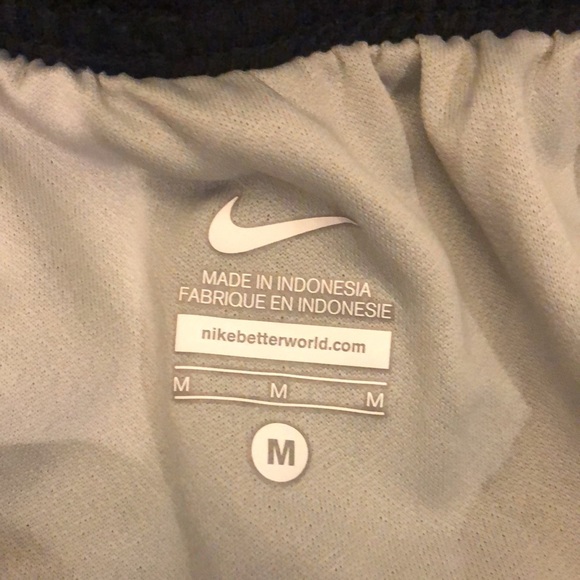 MADE IN INDONESIA
FABRIQUE EN INDONESIE
nikebetterworld.com
M M M
M